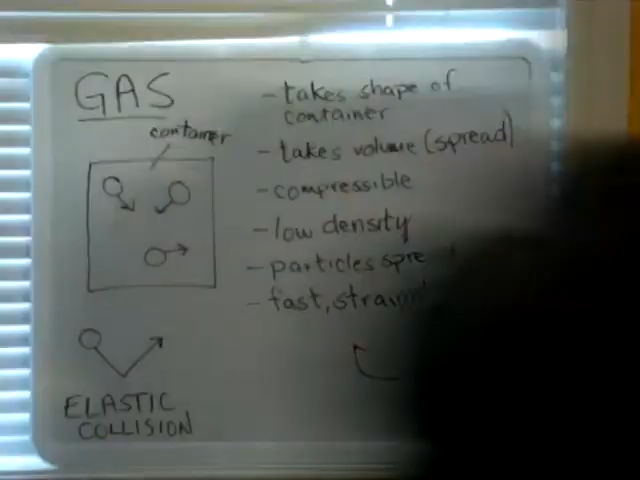 GAS
container
ELASTIC
COLLISION
- takes shape of
container
- takes volume (spread)
- compressible
- low density
- particles
- fast,